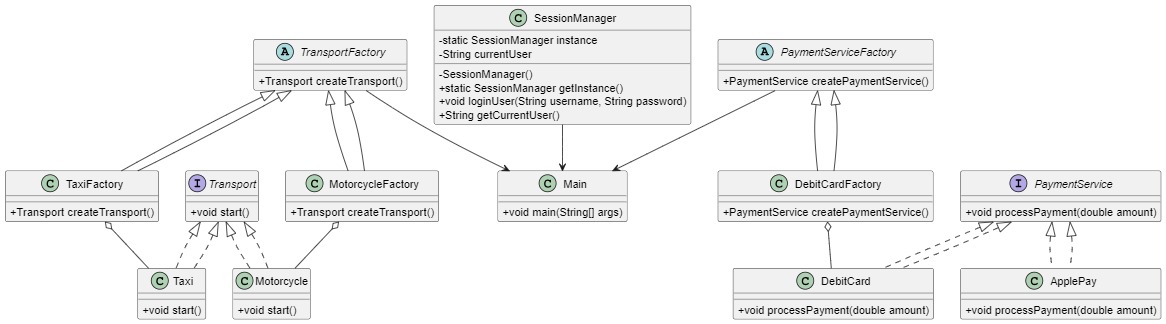 C SessionManager
-static SessionManager instance
-String currentUser
-SessionManager()
+static SessionManager getInstance()
+void loginUser(String username, String password)
+String getCurrentUser()
A TransportFactory
+Transport createTransport()
A PaymentServiceFactory
+PaymentService createPaymentService()
C TaxiFactory
+Transport createTransport()
I Transport
+void start()
C MotorcycleFactory
+Transport createTransport()
C Main
+void main(String[] args)
C DebitCardFactory
+PaymentService createPaymentService()
I PaymentService
+void processPayment(double amount)
C Taxi
+void start()
C Motorcycle
+void start()
C DebitCard
+void processPayment(double amount)
C ApplePay
+void processPayment(double amount)